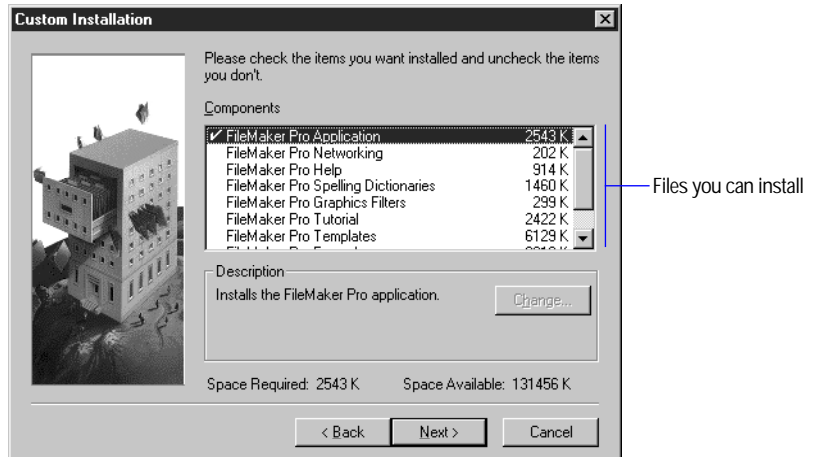 Custom Installation
Please check the items you want installed and uncheck the items
you don't.
Components
✔ FileMaker Pro Application 2543 K
FileMaker Pro Networking 202 K
FileMaker Pro Help 914 K
FileMaker Pro Spelling Dictionaries 1460 K
FileMaker Pro Graphics Filters 299 K
FileMaker Pro Tutorial 2422 K
FileMaker Pro Templates 6129 K
Files you can install
Description
Installs the FileMaker Pro application.
Change...
Space Required: 2543 K Space Available: 131456 K
< Back Next > Cancel